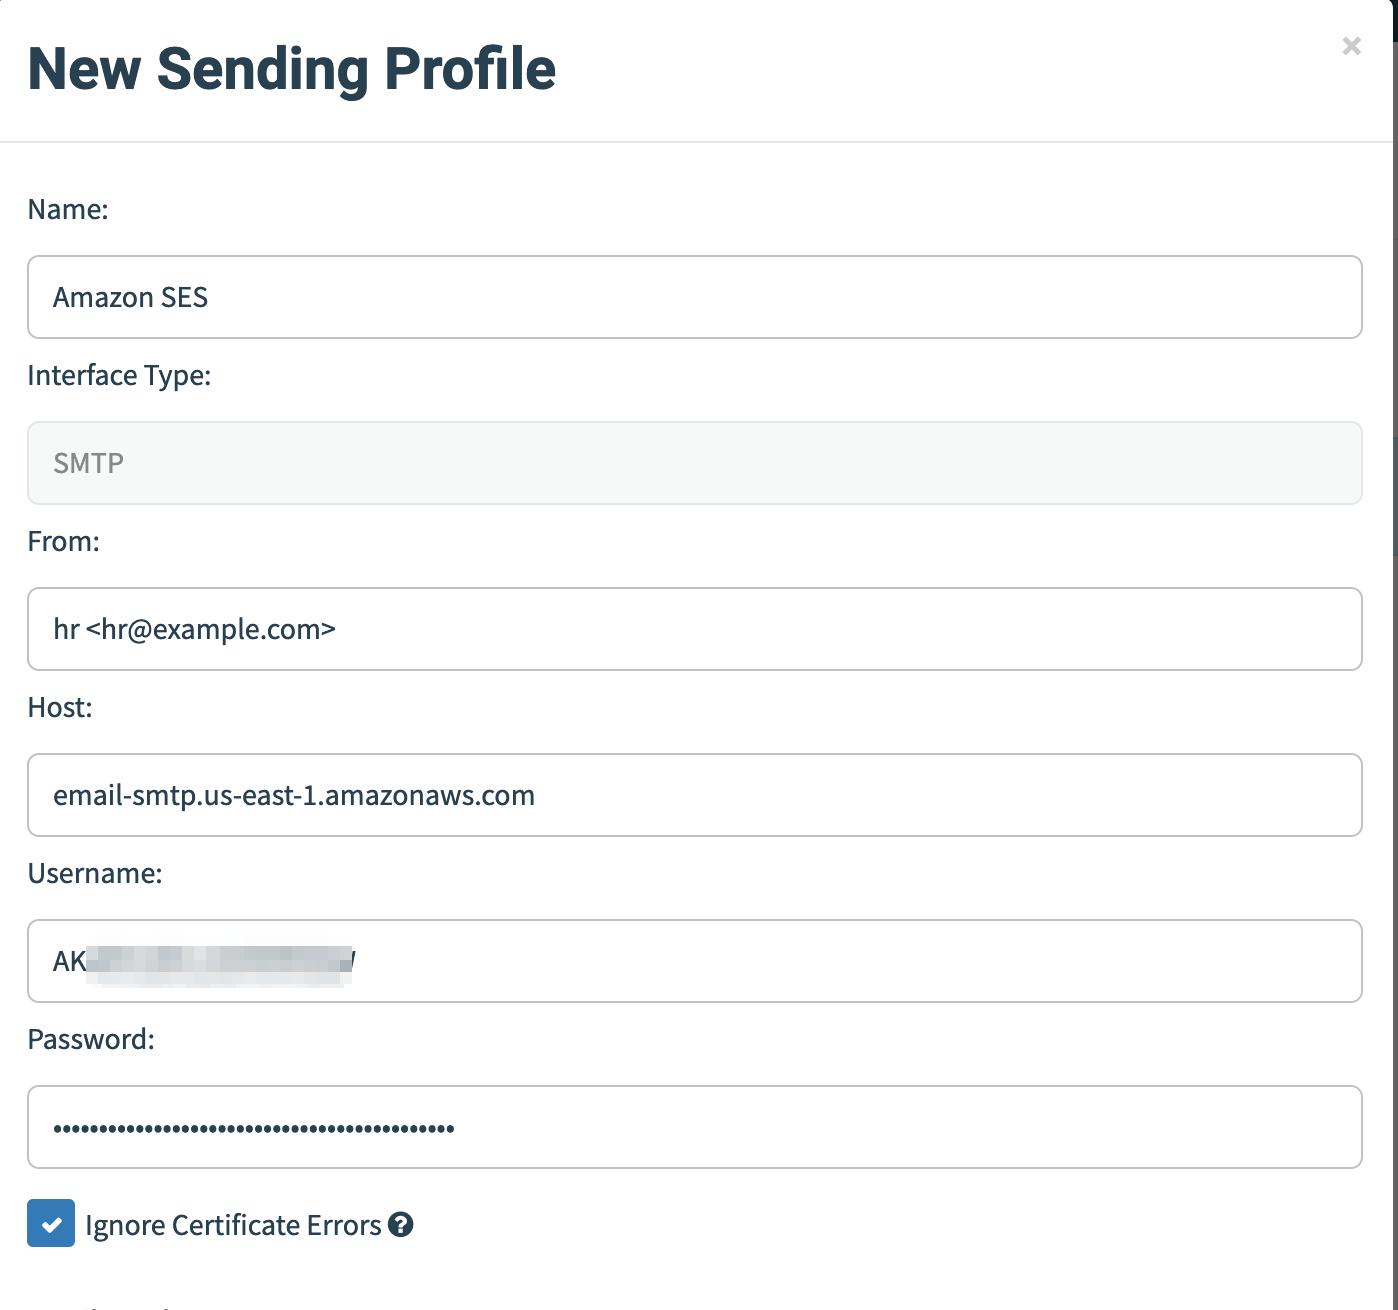 New Sending Profile
×
Name:
Amazon SES
Interface Type:
SMTP
From:
hr <hr@example.com>
Host:
email-smtp.us-east-1.amazonaws.com
Username:
AK
Password:
••••••••••••••••••••••••••••••••••••••••••••
Ignore Certificate Errors ?